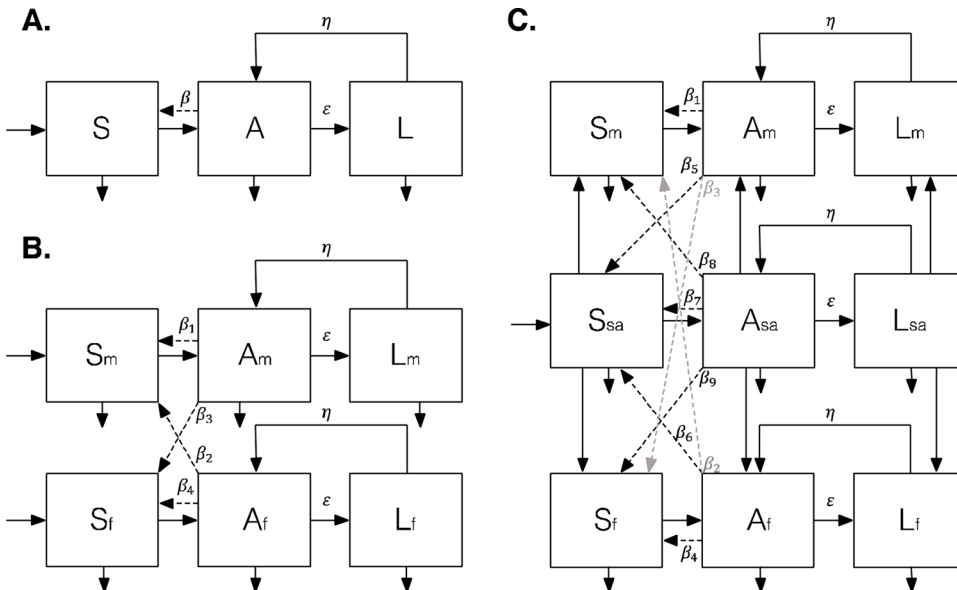 A.
η
β
ε
S
A
L
B.
η
β₁
ε
Sm
Am
Lm
β₃
η
β₂
β₄
ε
Sf
Af
Lf
C.
η
β₁
ε
Sm
Am
Lm
β₅
β₃
η
β₈
β₇
ε
Ssa
Asa
Lsa
β₉
η
β₆
β₂
ε
Sf
Af
Lf
β₄